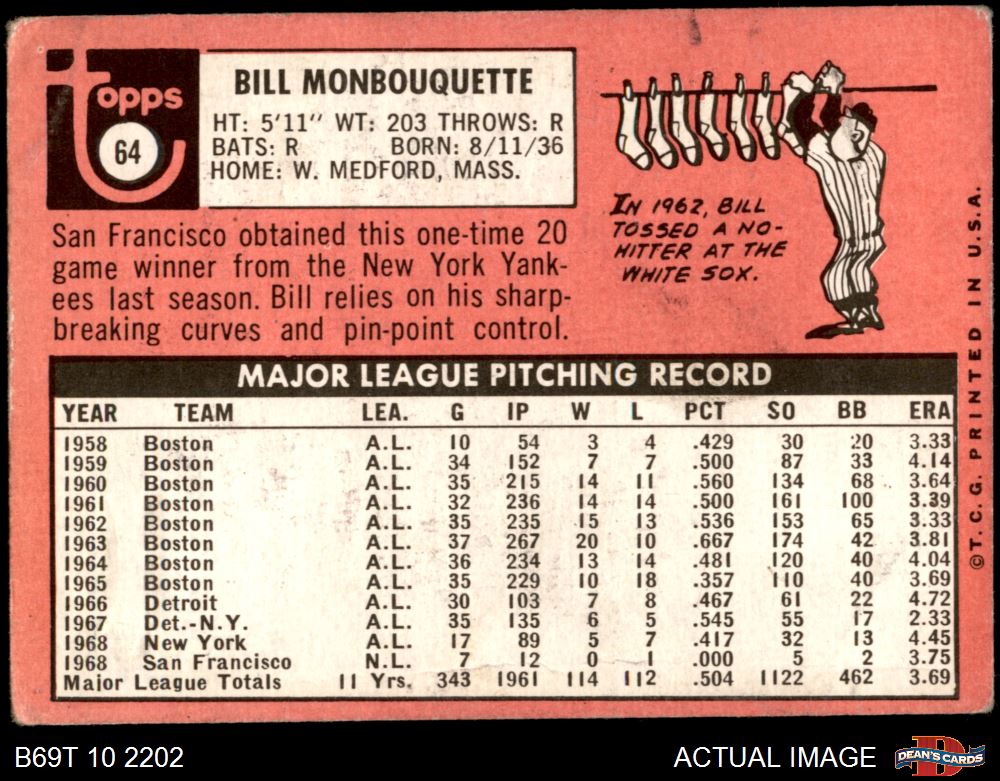 Topps
64
BILL MONBOUQUETTE
HT: 5'11" WT: 203 THROWS: R
BATS: R BORN: 8/11/36
HOME: W. MEDFORD, MASS.
San Francisco obtained this one-time 20
game winner from the New York Yank-
ees last season. Bill relies on his sharp-
breaking curves and pin-point control.
IN 1962, BILL
TOSSED A NO-
HITTER AT THE
WHITE SOX.
MAJOR LEAGUE PITCHING RECORD
YEAR TEAM LEA. G IP W L PCT SO BB ERA
1958 Boston A.L. 10 54 3 4 .429 30 20 3.33
1959 Boston A.L. 34 152 7 7 .500 87 33 4.14
1960 Boston A.L. 35 215 14 11 .560 134 68 3.64
1961 Boston A.L. 32 236 14 14 .500 161 100 3.39
1962 Boston A.L. 35 235 15 13 .536 153 65 3.33
1963 Boston A.L. 37 267 20 10 .667 174 42 3.81
1964 Boston A.L. 36 234 13 14 .481 120 40 4.04
1965 Boston A.L. 35 229 10 18 .357 110 40 3.69
1966 Detroit A.L. 30 103 7 8 .467 61 22 4.72
1967 Det.-N.Y. A.L. 35 135 6 5 .545 55 17 2.33
1968 New York A.L. 17 89 5 7 .417 32 13 4.45
1968 San Francisco N.L. 7 12 0 1 .000 5 2 3.75
Major League Totals 11 Yrs. 343 1961 114 112 .504 1122 462 3.69
©T.C.G. PRINTED IN U.S.A.
B69T 10 2202
ACTUAL IMAGE
D
DEAN'S CARDS